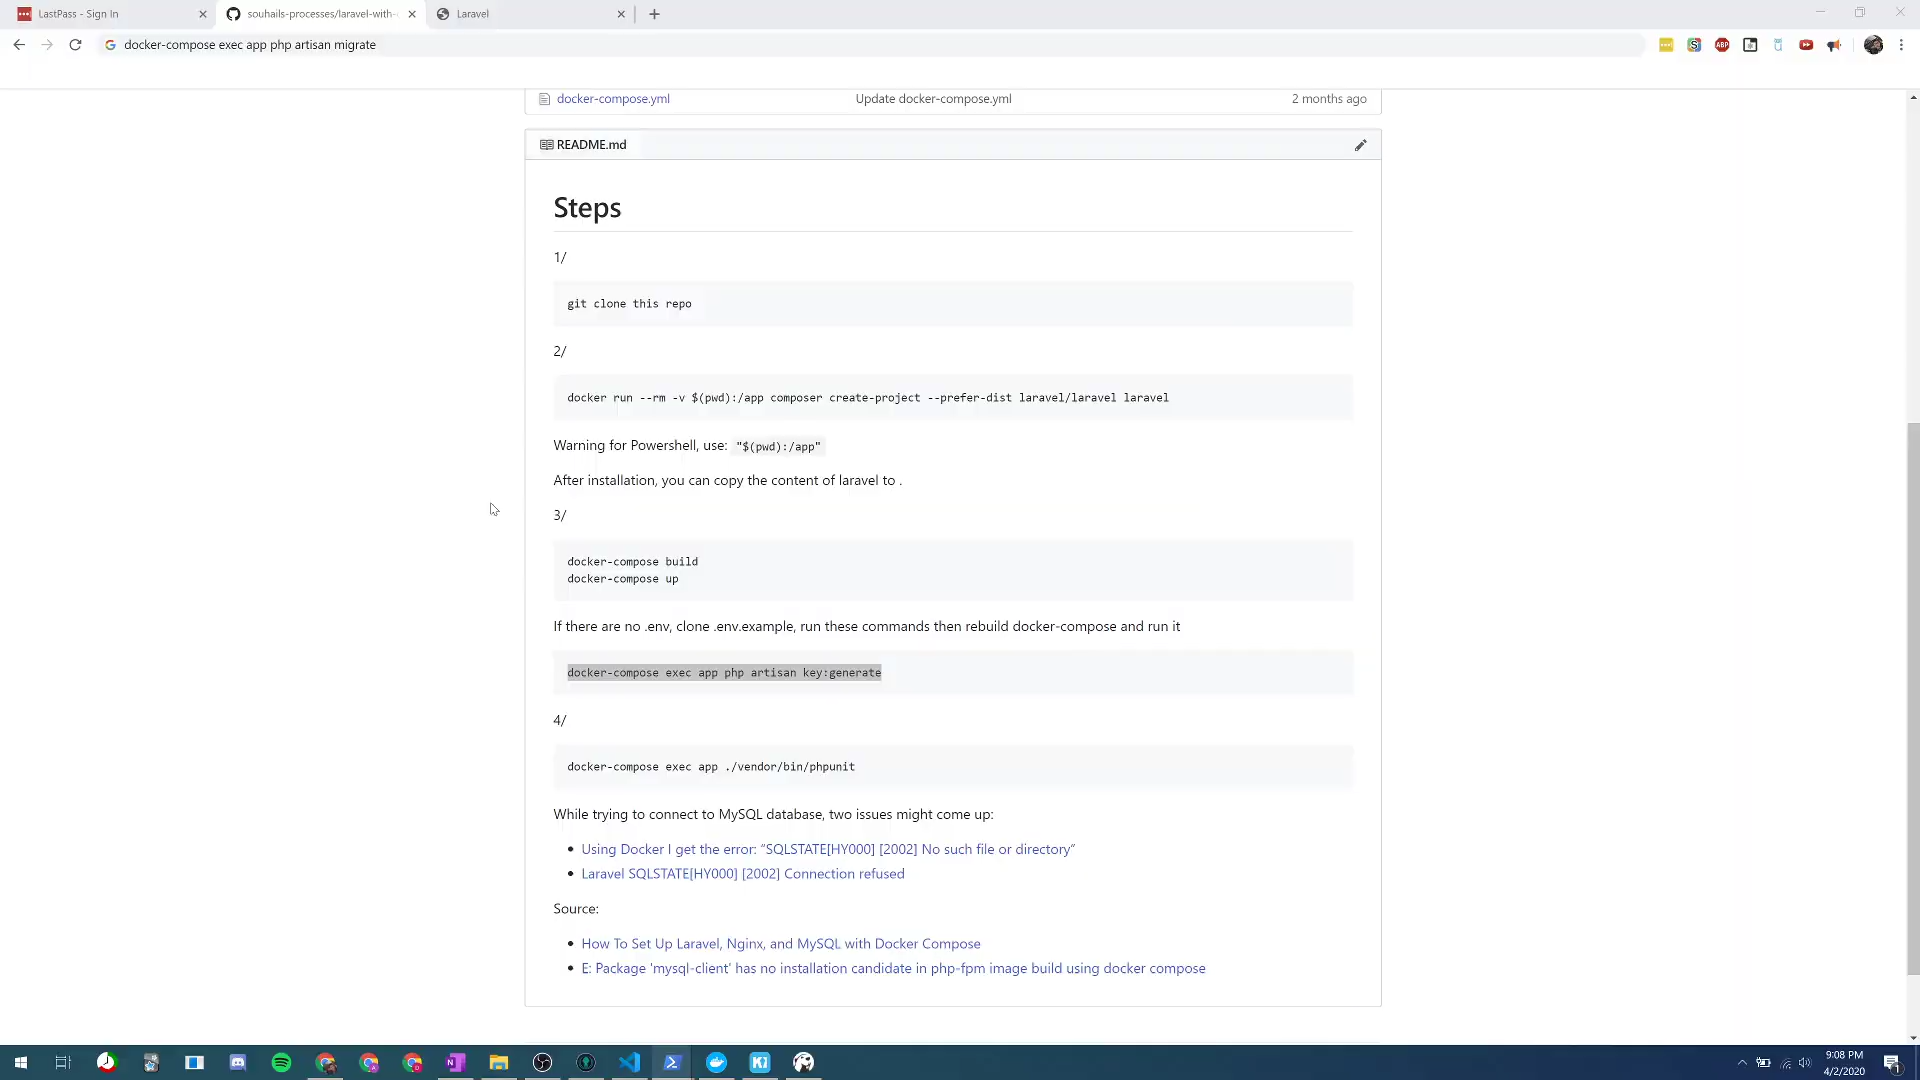 LastPass - Sign In
souhails-processes/laravel-with-
Laravel
docker-compose exec app php artisan migrate
docker-compose.yml
Update docker-compose.yml
2 months ago
README.md
Steps
1/
git clone this repo
2/
docker run --rm -v $(pwd):/app composer create-project --prefer-dist laravel/laravel laravel
Warning for Powershell, use: "$(pwd):/app"
After installation, you can copy the content of laravel to .
3/
docker-compose build
docker-compose up
If there are no .env, clone .env.example, run these commands then rebuild docker-compose and run it
docker-compose exec app php artisan key:generate
4/
docker-compose exec app ./vendor/bin/phpunit
While trying to connect to MySQL database, two issues might come up:
• Using Docker I get the error: “SQLSTATE[HY000] [2002] No such file or directory”
• Laravel SQLSTATE[HY000] [2002] Connection refused
Source:
• How To Set Up Laravel, Nginx, and MySQL with Docker Compose
• E: Package 'mysql-client' has no installation candidate in php-fpm image build using docker compose
9:08 PM
4/2/2020